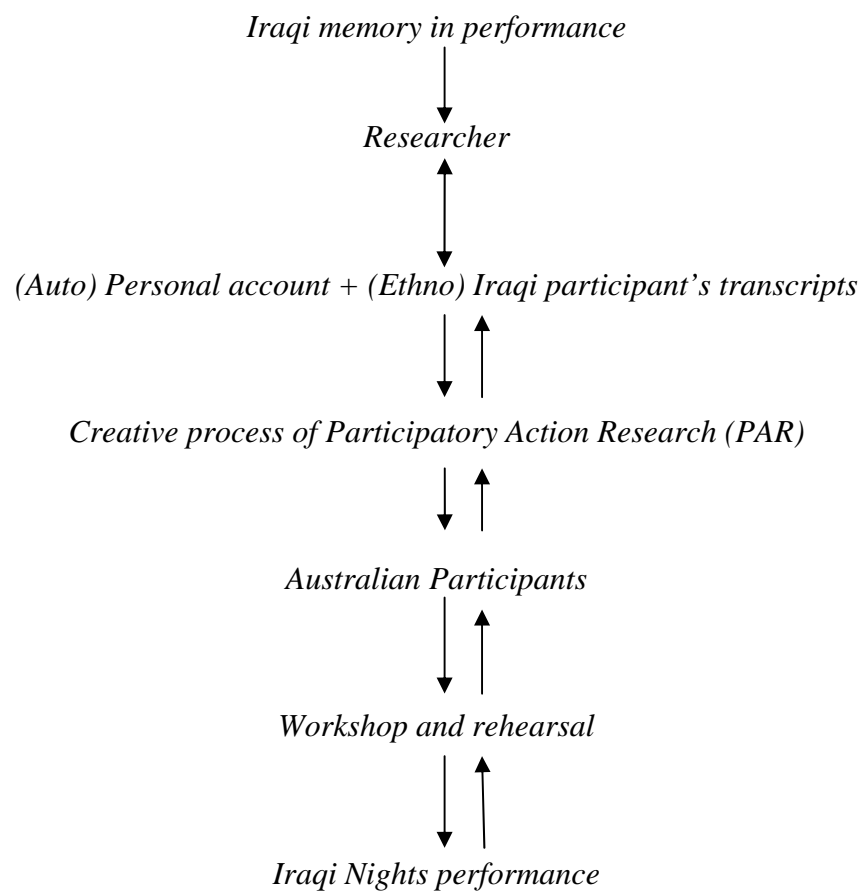 Iraqi memory in performance
Researcher
(Auto) Personal account + (Ethno) Iraqi participant’s transcripts
Creative process of Participatory Action Research (PAR)
Australian Participants
Workshop and rehearsal
Iraqi Nights performance